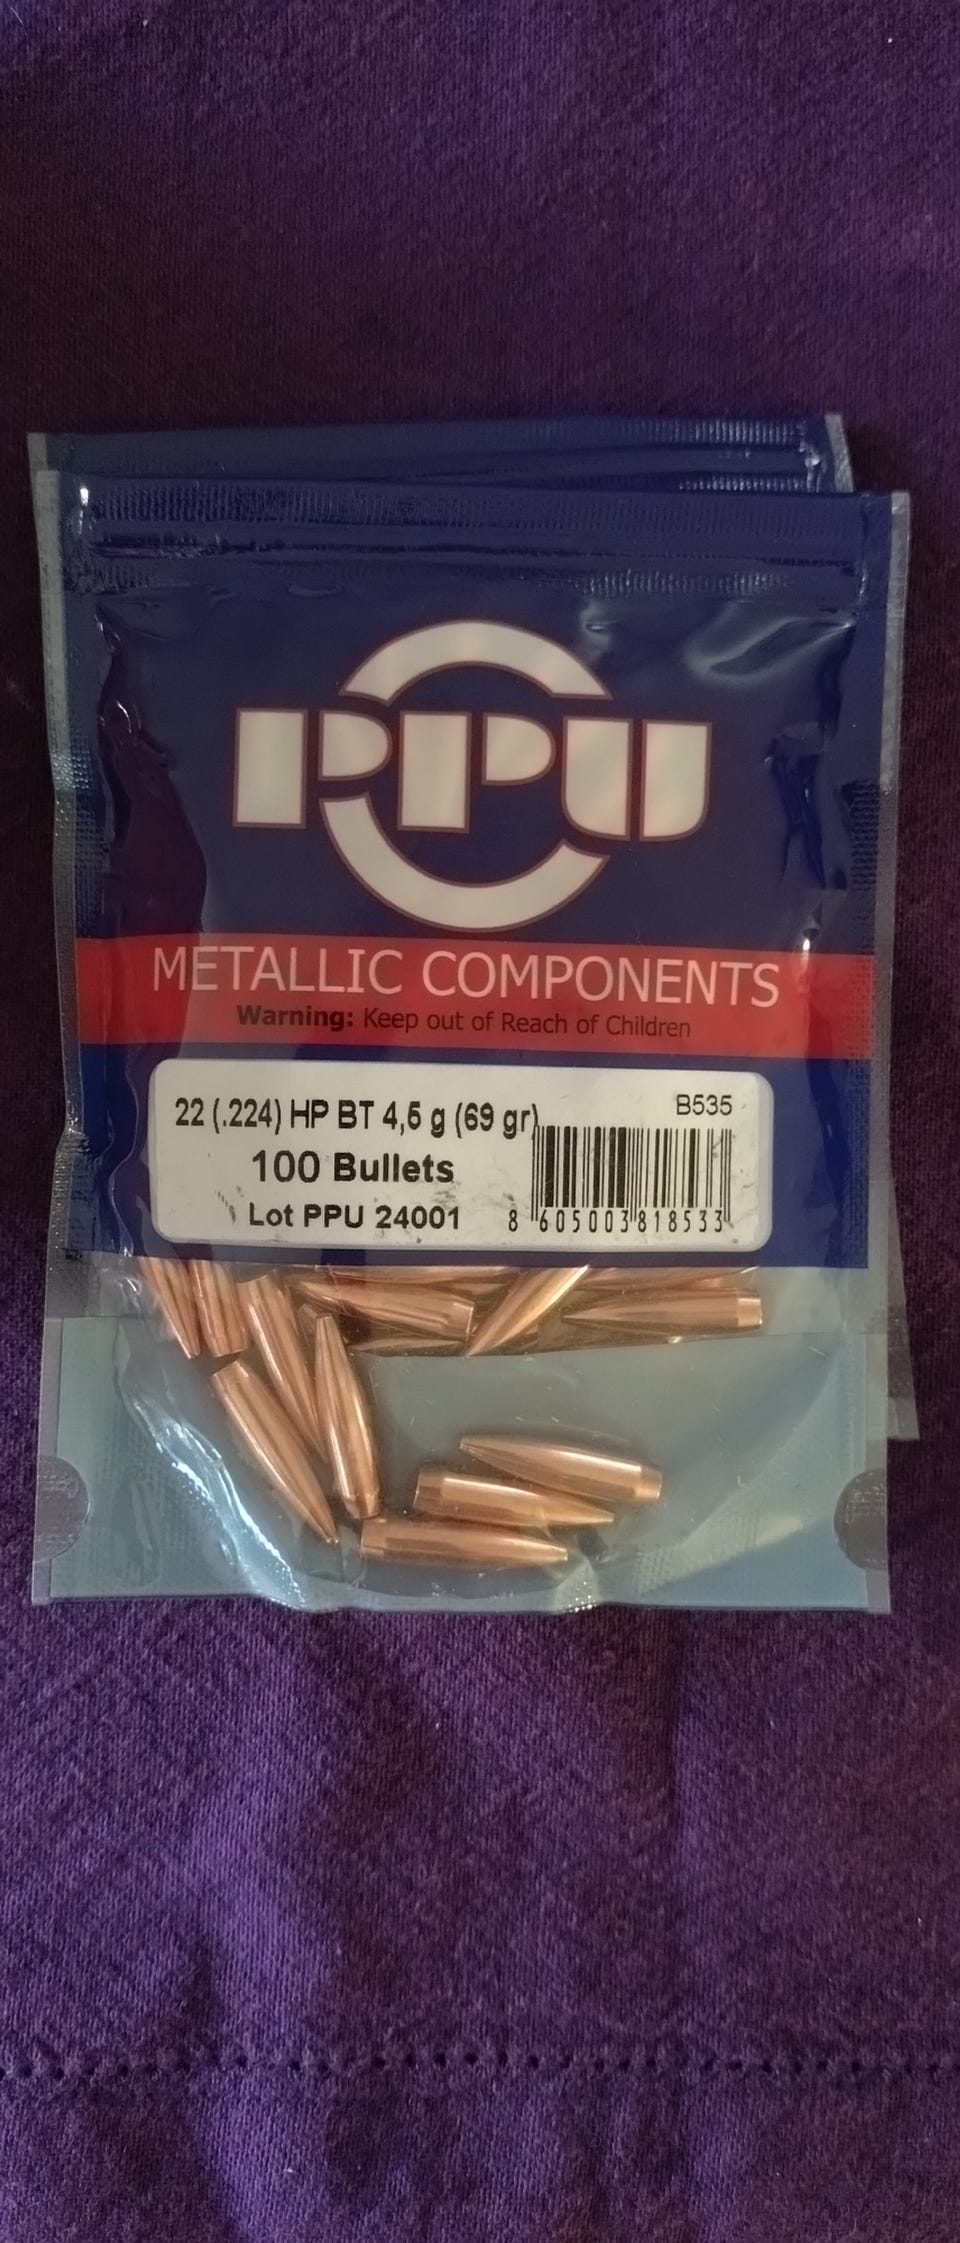 PPU
METALLIC COMPONENTS
Warning: Keep out of Reach of Children
22 (.224) HP BT 4,5 g (69 gr)
B535
100 Bullets
Lot PPU 24001
8 605003 818533